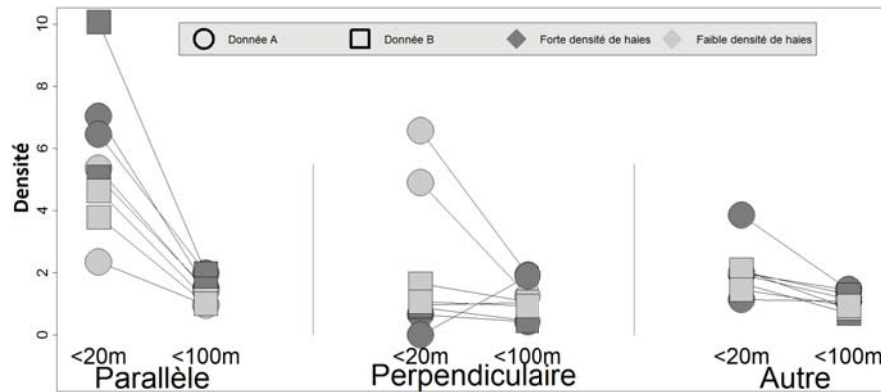 10
8
6
4
2
0
Densité
Donnée A Donnée B Forte densité de haies Faible densité de haies
<20m <100m <20m <100m <20m <100m
Parallèle Perpendiculaire Autre